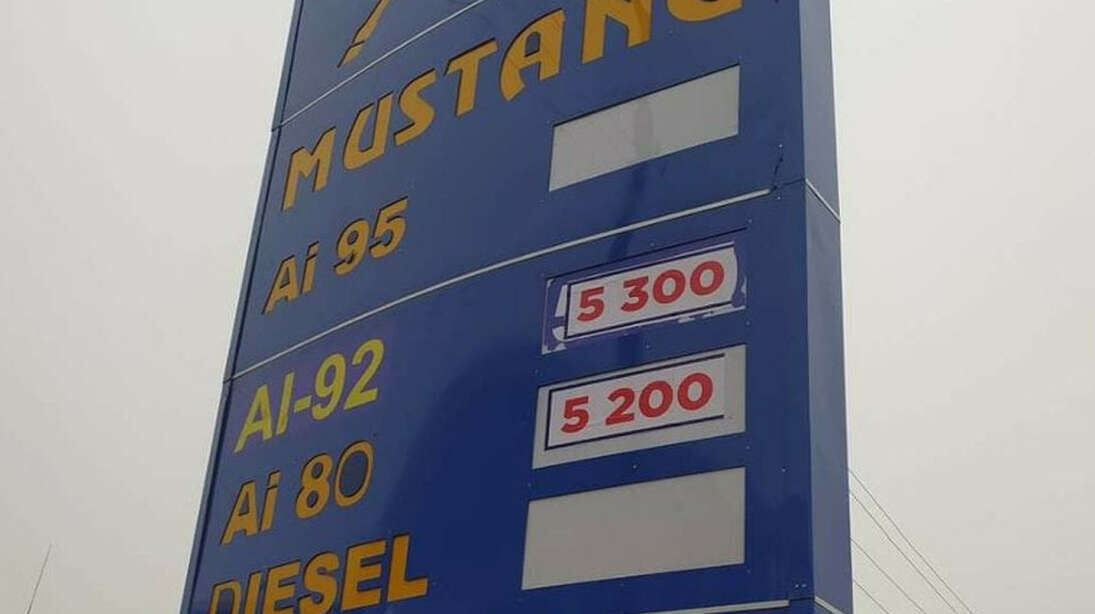 MUSTANG
Ai 95
AI-92 5 300
Ai 80 5 200
DIESEL